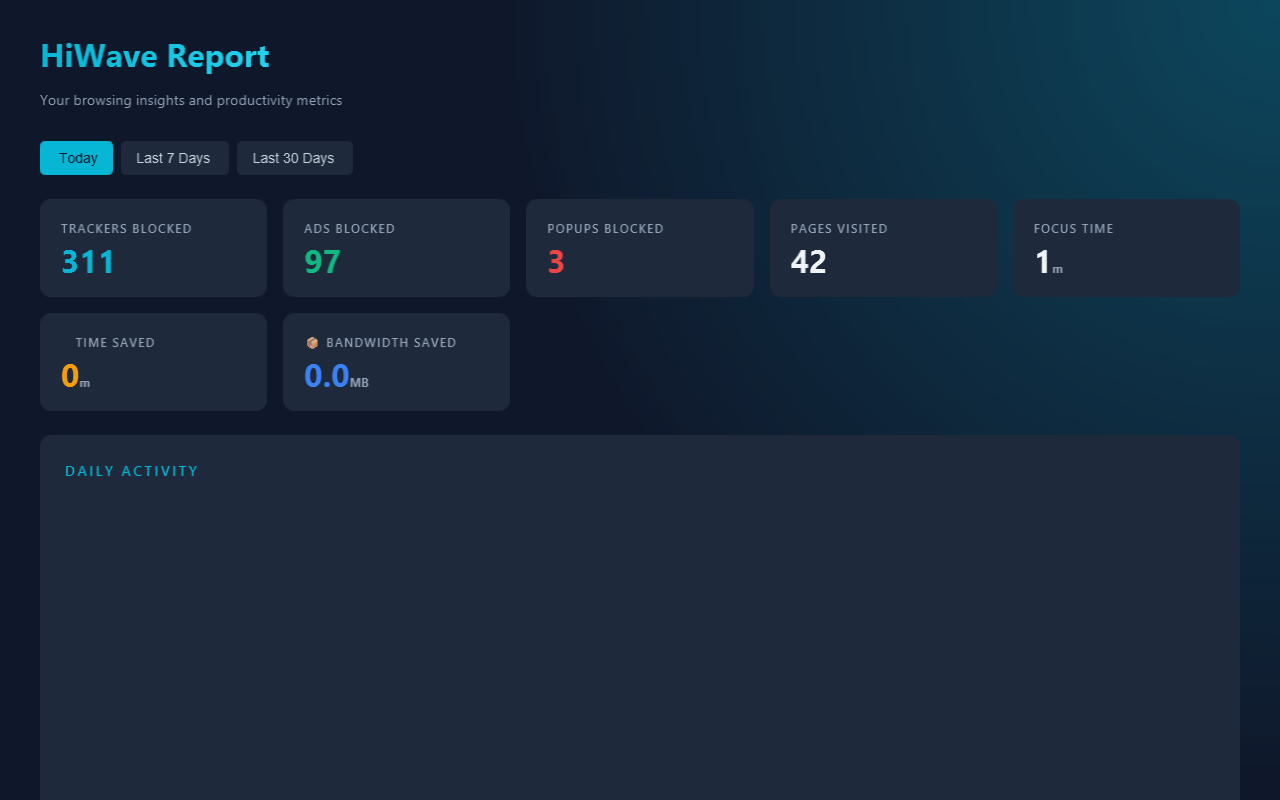 HiWave Report
Your browsing insights and productivity metrics
Today Last 7 Days Last 30 Days
TRACKERS BLOCKED ADS BLOCKED POPUPS BLOCKED PAGES VISITED FOCUS TIME
311 97 3 42 1m
TIME SAVED 📦 BANDWIDTH SAVED
0m 0.0MB
DAILY ACTIVITY